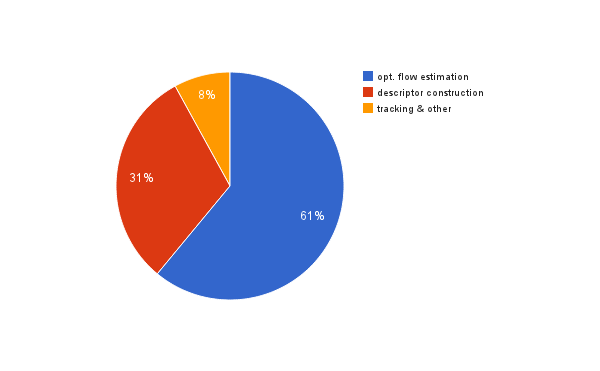 8%
31%
61%
opt. flow estimation
descriptor construction
tracking & other